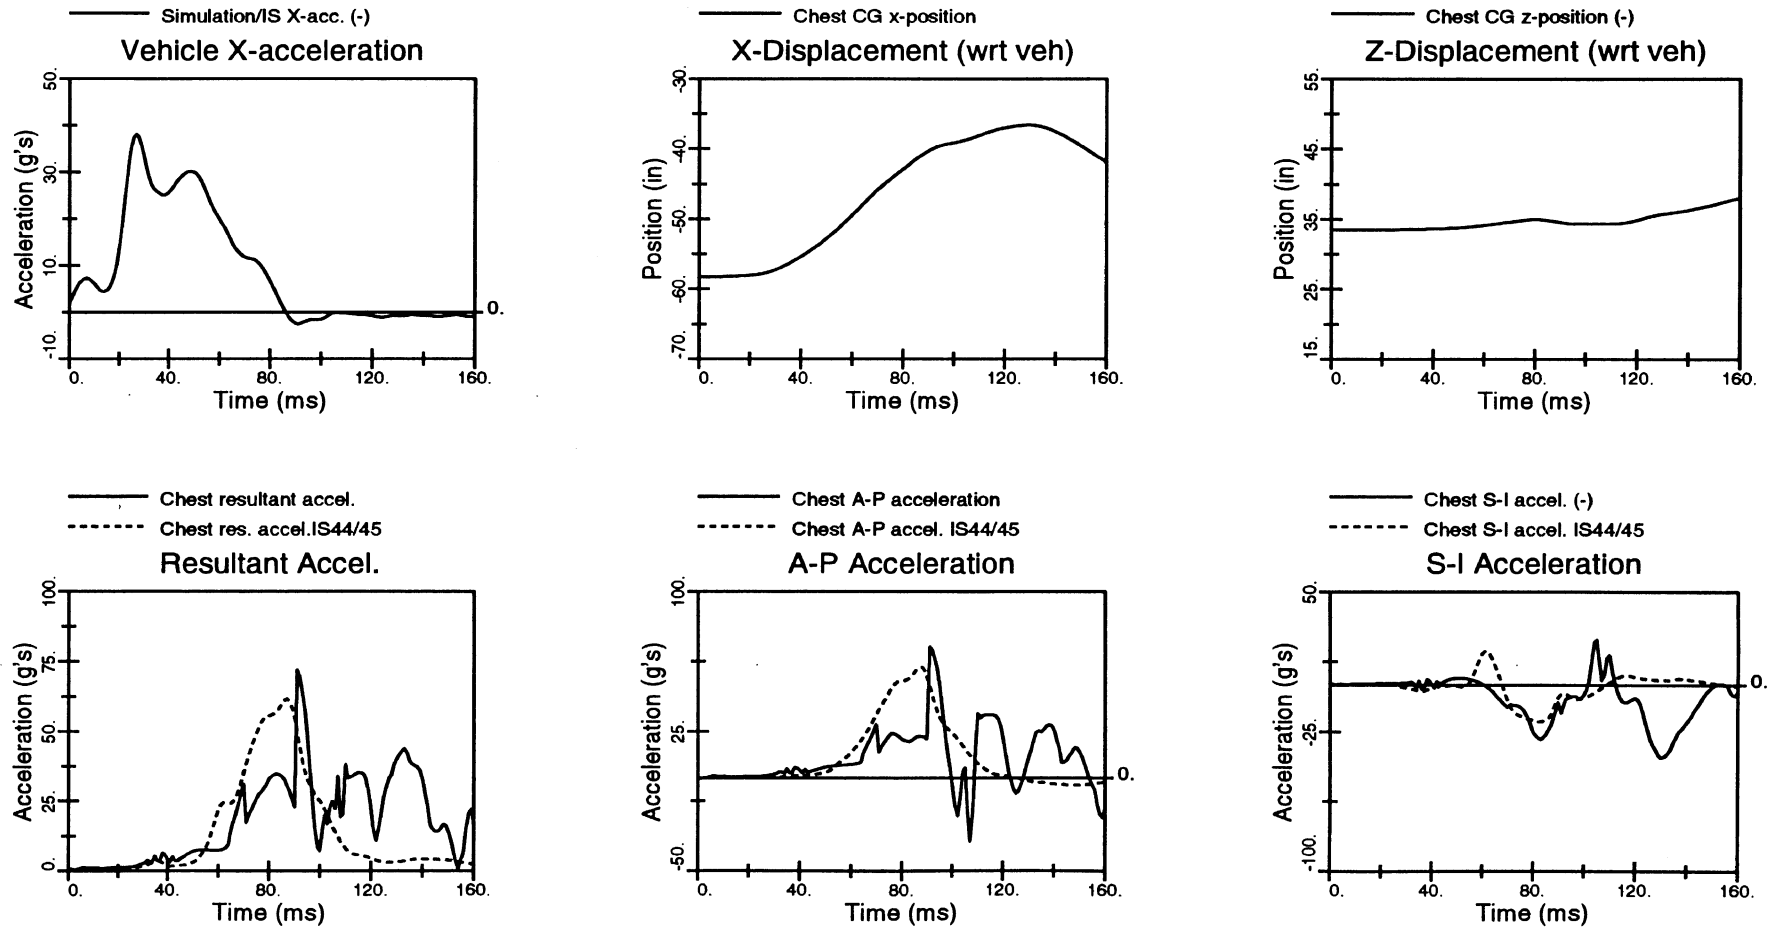 Simulation/IS X-acc. (-)
Vehicle X-acceleration
Acceleration (g's)
50.
30.
10.
-10.
0.
0.
40.
80.
120.
160.
Time (ms)
Chest CG x-position
X-Displacement (wrt veh)
Position (in)
-30.
-40.
-50.
-60.
-70.
0.
40.
80.
120.
160.
Time (ms)
Chest CG z-position (-)
Z-Displacement (wrt veh)
Position (in)
55.
45.
35.
25.
15.
0.
40.
80.
120.
160.
Time (ms)
Chest resultant accel.
Chest res. accel.IS44/45
Resultant Accel.
Acceleration (g's)
100.
75.
50.
25.
0.
0.
40.
80.
120.
160.
Time (ms)
Chest A-P acceleration
Chest A-P accel. IS44/45
A-P Acceleration
Acceleration (g's)
100.
25.
-50.
0.
0.
40.
80.
120.
160.
Time (ms)
Chest S-I accel. (-)
Chest S-I accel. IS44/45
S-I Acceleration
Acceleration (g's)
50.
-25.
-100.
0.
0.
40.
80.
120.
160.
Time (ms)